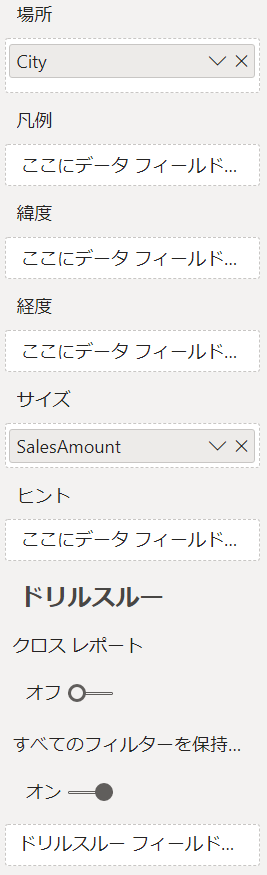 場所
City
凡例
ここにデータ フィールド...
緯度
ここにデータ フィールド...
経度
ここにデータ フィールド...
サイズ
SalesAmount
ヒント
ここにデータ フィールド...
ドリルスルー
クロス レポート
オフ
すべてのフィルターを保持...
オン
ドリルスルー フィールド...